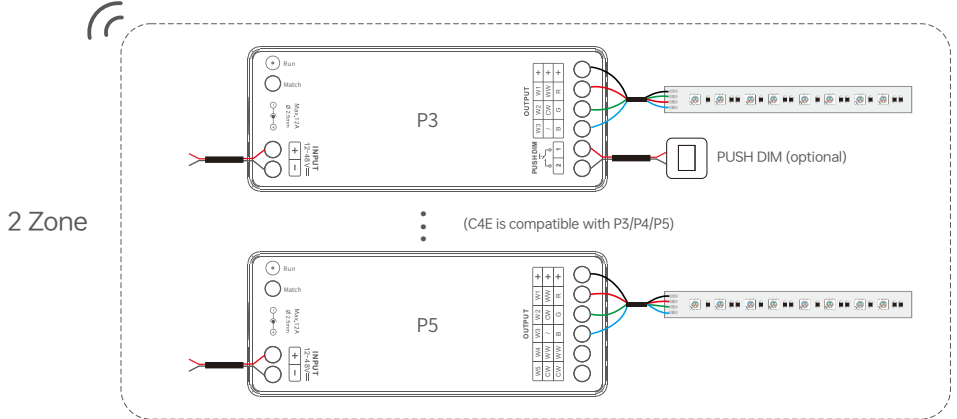 2 Zone
Run
Match
Max.12A
Ø 2.5mm
+
−
INPUT
12~48V
P3
OUTPUT
+ + +
W1 WW R
W2 CW G
W3 / B
PUSH DIM
1
2
PUSH DIM (optional)
(C4E is compatible with P3/P4/P5)
Run
Match
Max.12A
Ø 2.5mm
+
−
INPUT
12~48V
P5
OUTPUT
+ + +
W1 WW R
W2 CW G
W3 / B
W4 WW WW
W5 CW CW